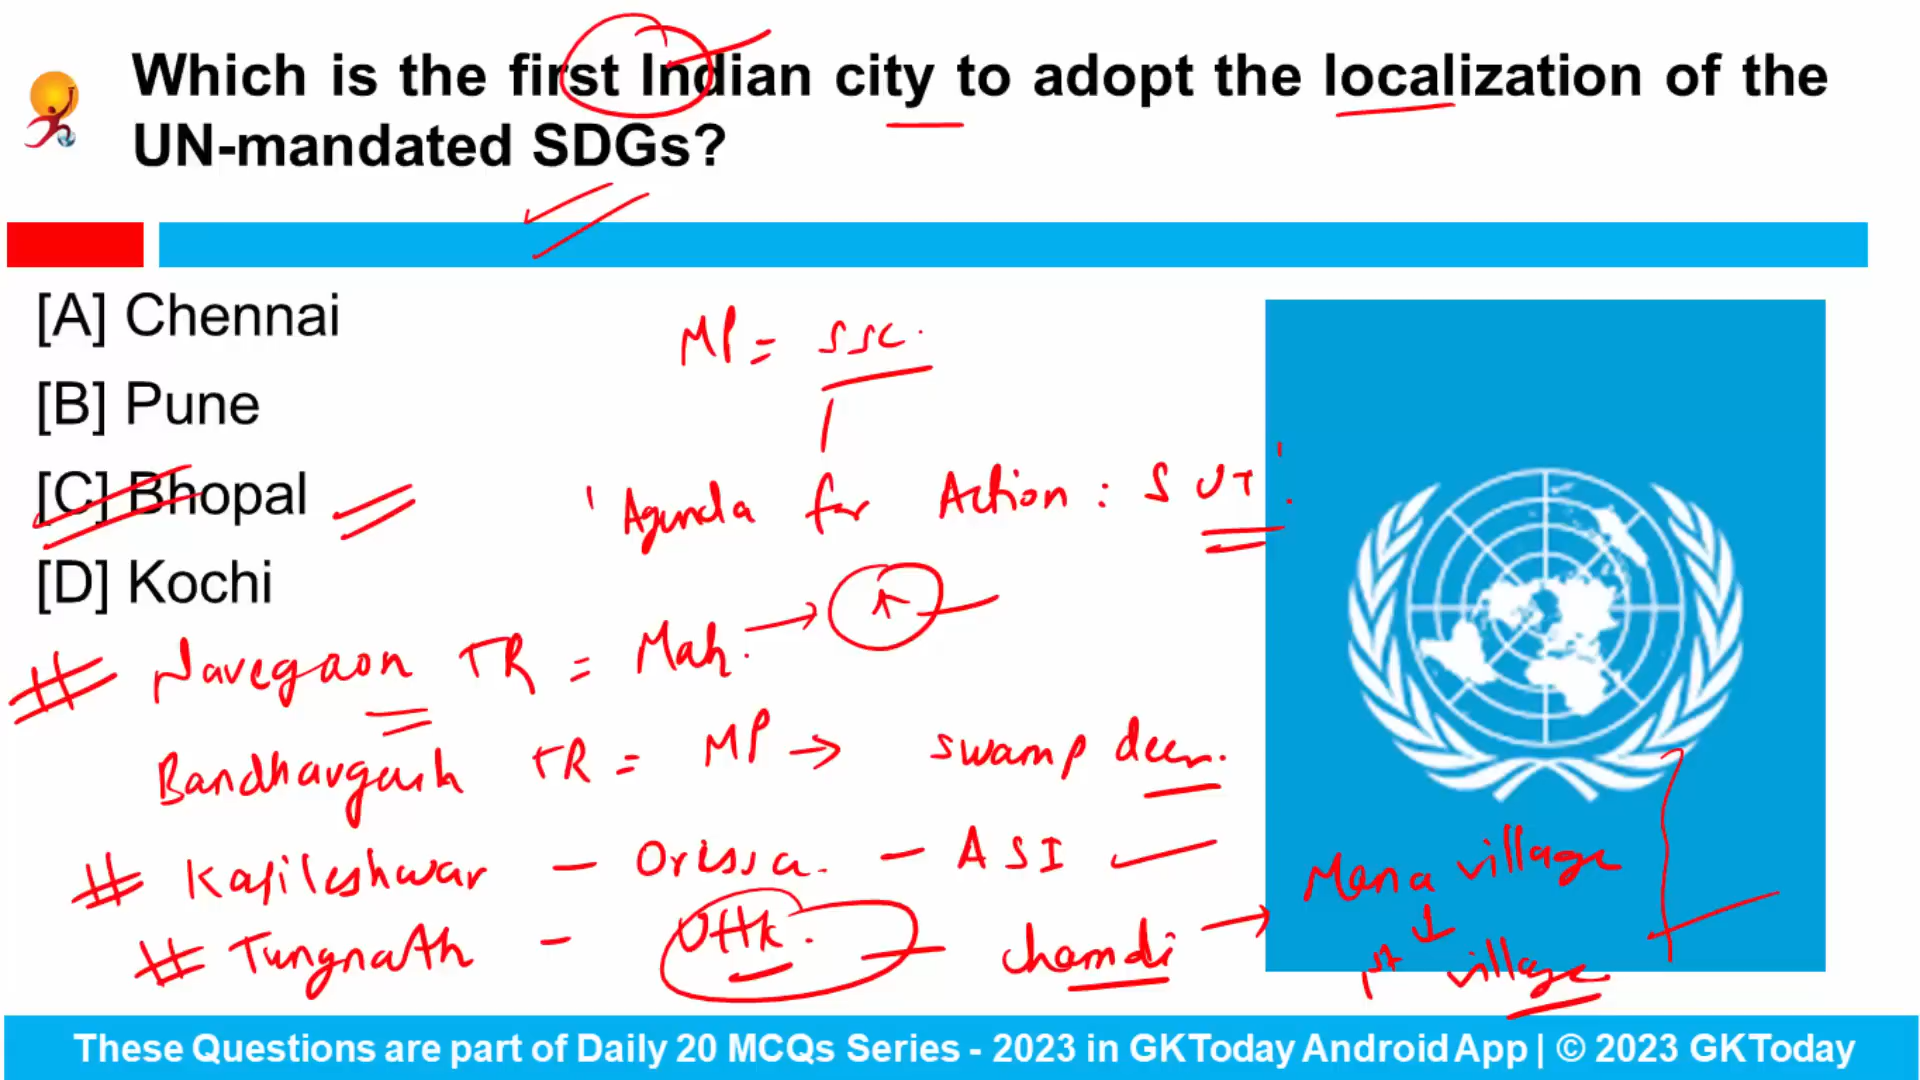 Which is the first Indian city to adopt the localization of the
UN-mandated SDGs?
[A] Chennai
[B] Pune
[C] Bhopal
[D] Kochi
MP = SSC.
'Agenda for Action: SUT'.
# Navegaon TR = Mah. → ↑
Bandhavgarh TR = MP → swamp deer.
# Kapileshwar - Orissa. - ASI
# Tungnath - Uttk. chamdi → Mana village
↓
1st village
These Questions are part of Daily 20 MCQs Series - 2023 in GKToday Android App | © 2023 GKToday